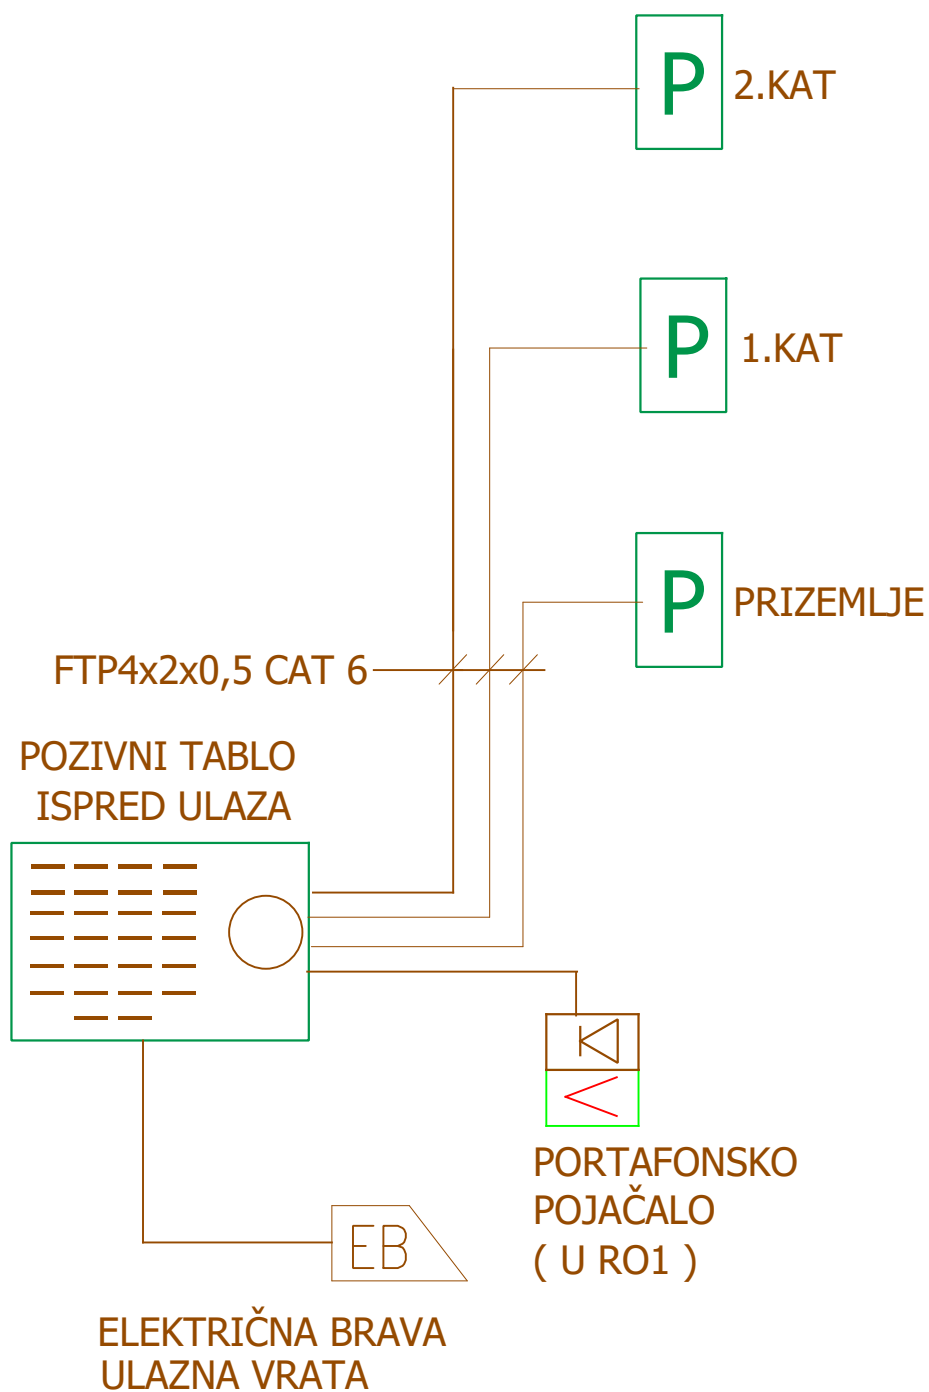 P 2.KAT
P 1.KAT
P PRIZEMLJE
FTP4x2x0,5 CAT 6
POZIVNI TABLO
ISPRED ULAZA
PORTAFONSKO
POJAČALO
( U RO1 )
EB
ELEKTRIČNA BRAVA
ULAZNA VRATA